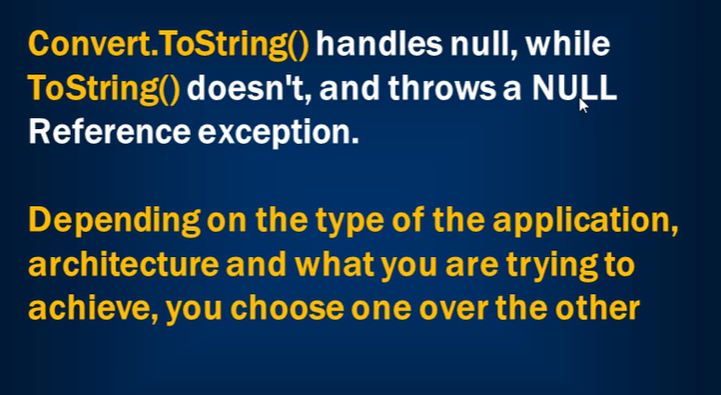 Convert.ToString() handles null, while
ToString() doesn't, and throws a NULL
Reference exception.
Depending on the type of the application,
architecture and what you are trying to
achieve, you choose one over the other